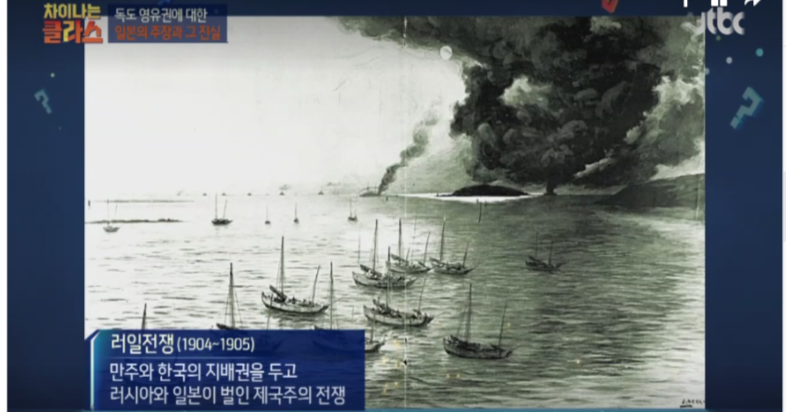 차이나는
클라스
독도 영유권에 대한
일본의 주장과 그 진실
jtbc
러일전쟁 (1904~1905)
만주와 한국의 지배권을 두고
러시아와 일본이 벌인 제국주의 전쟁